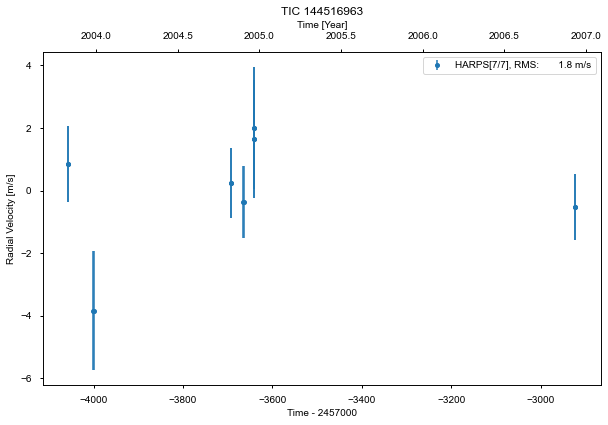 TIC 144516963
Time [Year]
2004.0 2004.5 2005.0 2005.5 2006.0 2006.5 2007.0
HARPS[7/7], RMS: 1.8 m/s
4
2
0
−2
−4
−6
Radial Velocity [m/s]
−4000 −3800 −3600 −3400 −3200 −3000
Time - 2457000